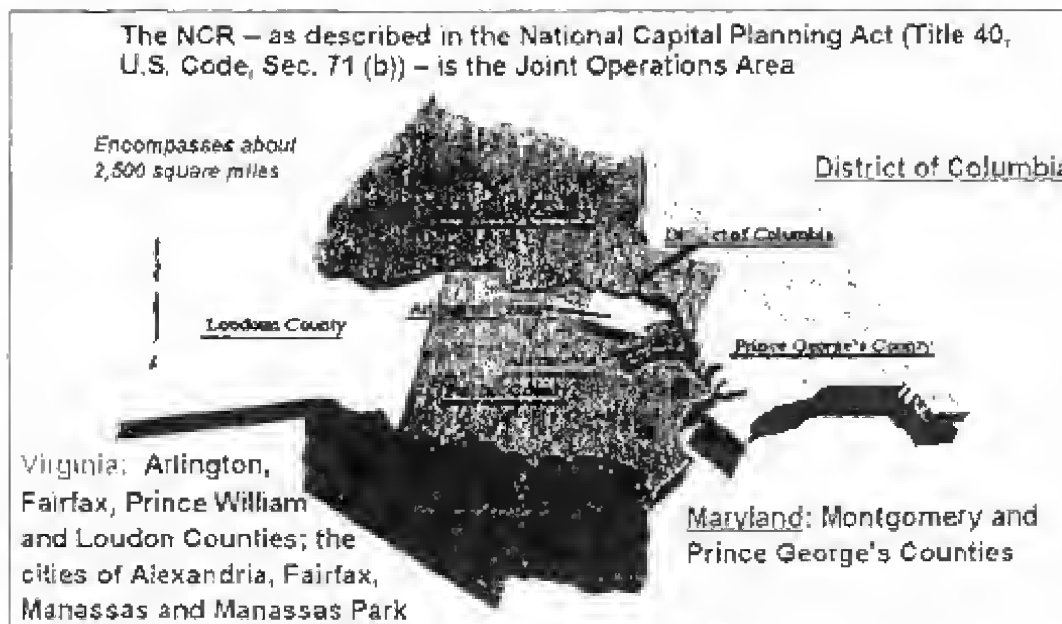 The NCR – as described in the National Capital Planning Act (Title 40,
U.S. Code, Sec. 71 (b)) – is the Joint Operations Area
Encompasses about
2,500 square miles
District of Columbia
District of Columbia
Loudoun County
Prince George's County
Virginia: Arlington,
Fairfax, Prince William
and Loudon Counties; the
cities of Alexandria, Fairfax,
Manassas and Manassas Park
Maryland: Montgomery and
Prince George's Counties